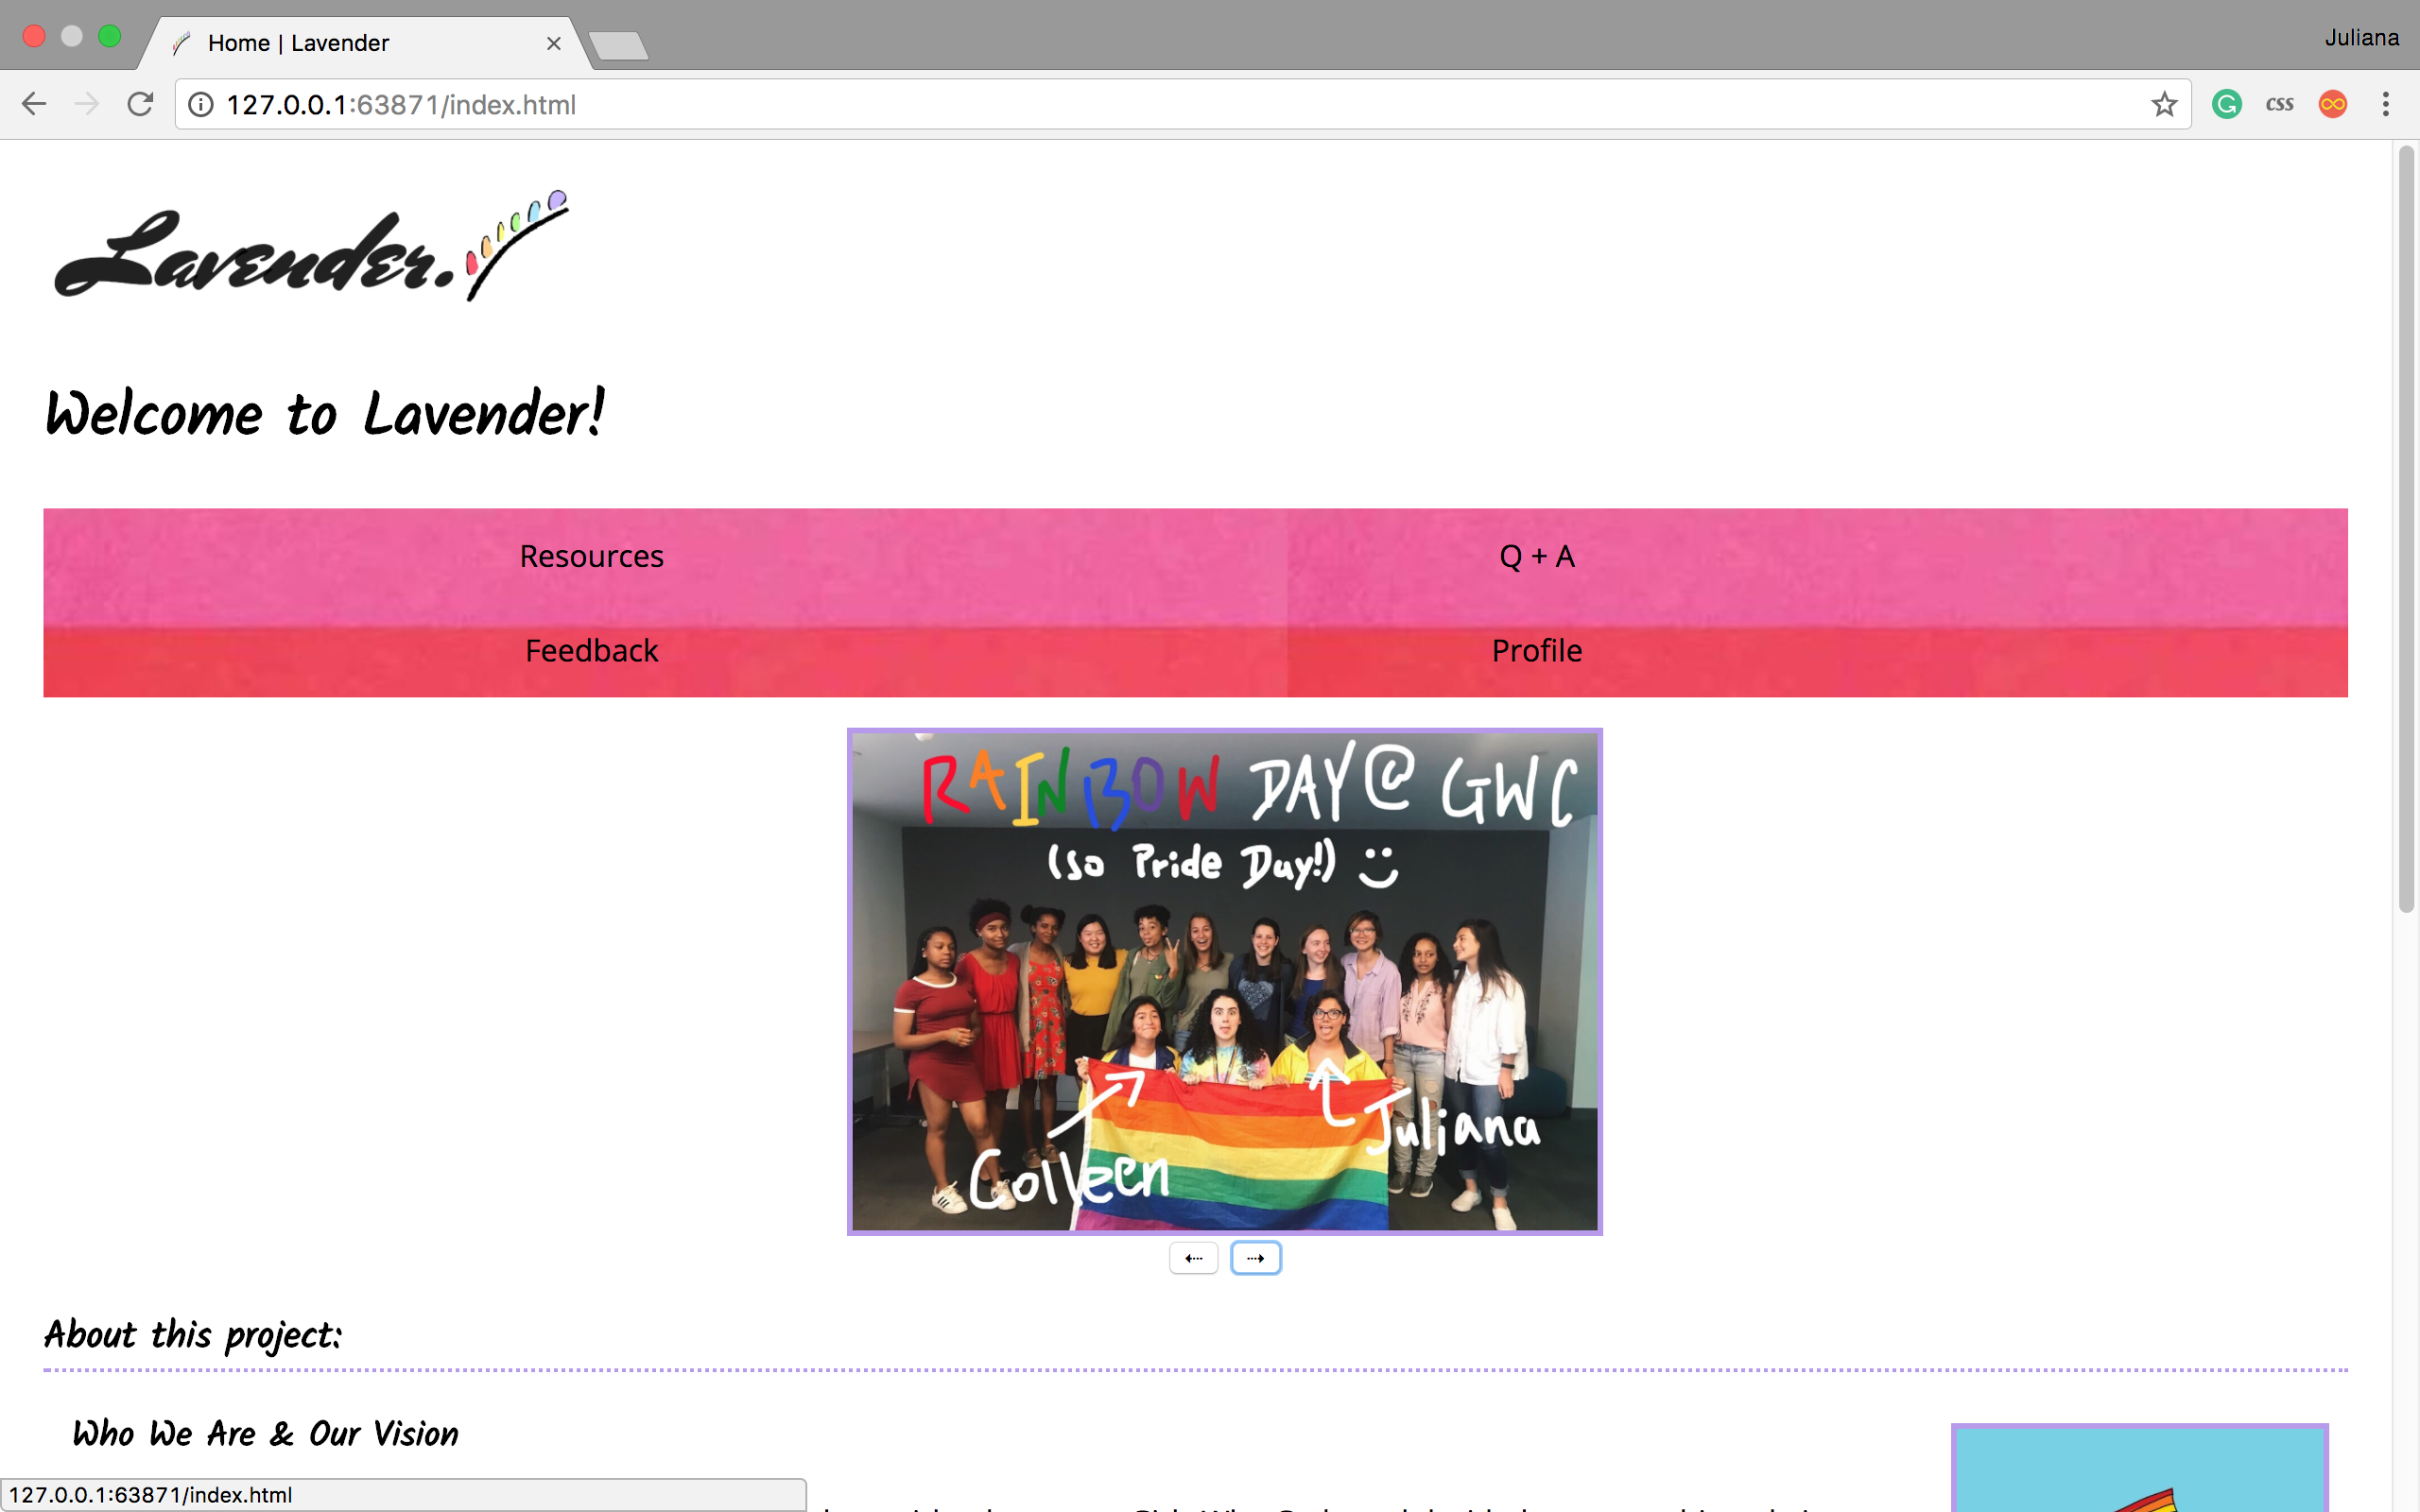 Home | Lavender
Juliana
127.0.0.1:63871/index.html
css
Lavender.
Welcome to Lavender!
Resources
Q + A
Feedback
Profile
RAINBOW DAY @ GWC
(So Pride Day!)
Colleen
Juliana
About this project:
Who We Are & Our Vision
127.0.0.1:63871/index.html